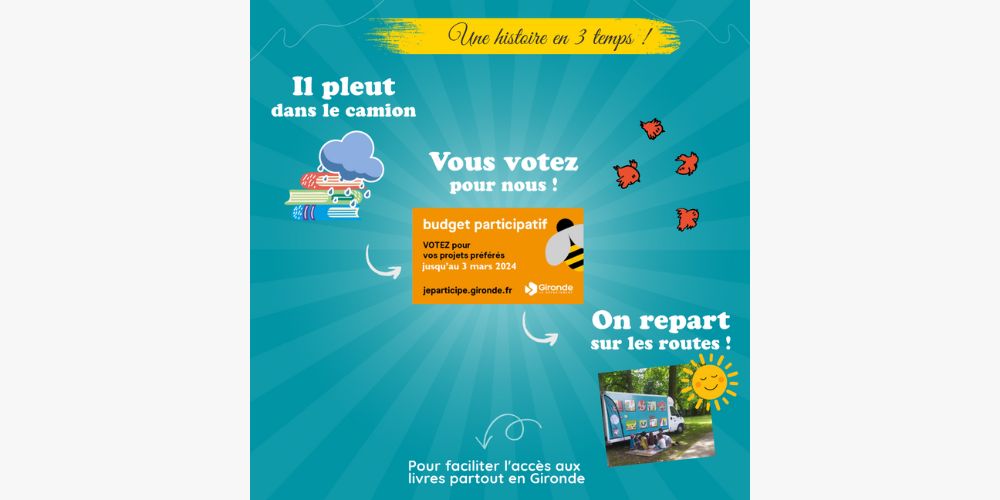 Une histoire en 3 temps !
Il pleut
dans le camion
Vous votez
pour nous !
budget participatif
VOTEZ pour
vos projets préférés
jusqu'au 3 mars 2024
jeparticipe.gironde.fr
Gironde
LE DÉPARTEMENT
On repart
sur les routes !
Pour faciliter l'accès aux
livres partout en Gironde